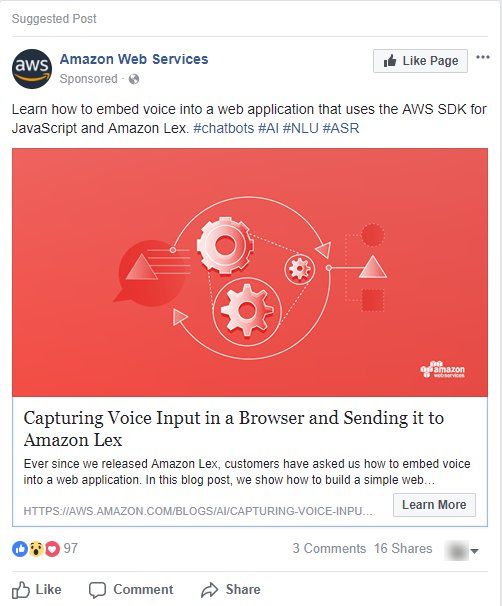 Suggested Post
aws
Amazon Web Services
Sponsored ·
Like Page
Learn how to embed voice into a web application that uses the AWS SDK for
JavaScript and Amazon Lex. #chatbots #AI #NLU #ASR
amazon
webservices
Capturing Voice Input in a Browser and Sending it to
Amazon Lex
Ever since we released Amazon Lex, customers have asked us how to embed voice
into a web application. In this blog post, we show how to build a simple web…
HTTPS://AWS.AMAZON.COM/BLOGS/AI/CAPTURING-VOICE-INPU...
Learn More
97
3 Comments 16 Shares
Like Comment Share